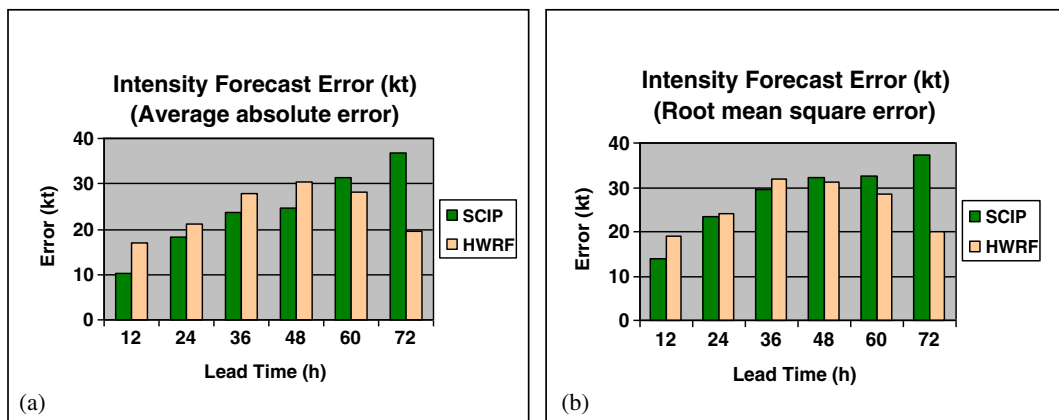 Intensity Forecast Error (kt)
(Average absolute error)
40
30
20
10
0
Error (kt)
12 24 36 48 60 72
Lead Time (h)
SCIP
HWRF
(a)
Intensity Forecast Error (kt)
(Root mean square error)
40
30
20
10
0
Error (kt)
12 24 36 48 60 72
Lead Time (h)
SCIP
HWRF
(b)